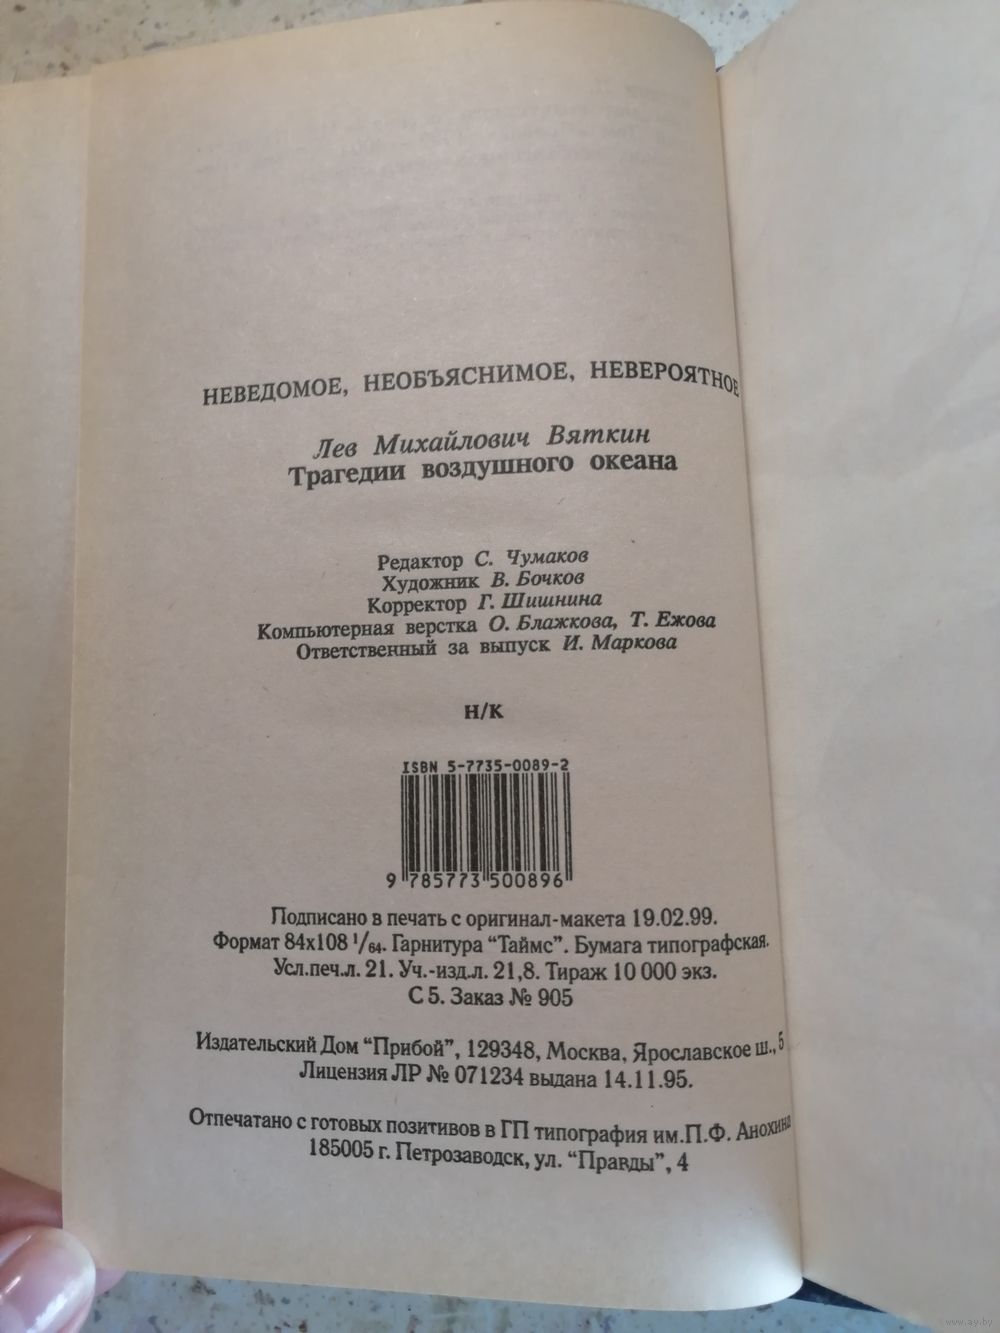 НЕВЕДОМОЕ, НЕОБЪЯСНИМОЕ, НЕВЕРОЯТНОЕ
Лев Михайлович Вяткин
Трагедии воздушного океана
Редактор С. Чумаков
Художник В. Бочков
Корректор Г. Шишнина
Компьютерная верстка О. Блажкова, Т. Ежова
Ответственный за выпуск И. Маркова
Н/К
ISBN 5-7735-0089-2
9 785773 500896
Подписано в печать с оригинал-макета 19.02.99.
Формат 84х108 1/64. Гарнитура “Таймс”. Бумага типографская.
Усл.печ.л. 21. Уч.-изд.л. 21,8. Тираж 10 000 экз.
С 5. Заказ № 905
Издательский Дом “Прибой”, 129348, Москва, Ярославское ш., 5
Лицензия ЛР № 071234 выдана 14.11.95.
Отпечатано с готовых позитивов в ГП типография им.П.Ф. Анохина
185005 г. Петрозаводск, ул. “Правды”, 4
www.ay.by